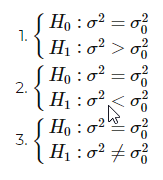 1. { H₀ : σ² = σ₀²
H₁ : σ² > σ₀²
2. { H₀ : σ² = σ₀²
H₁ : σ² < σ₀²
3. { H₀ : σ² = σ₀²
H₁ : σ² ≠ σ₀²